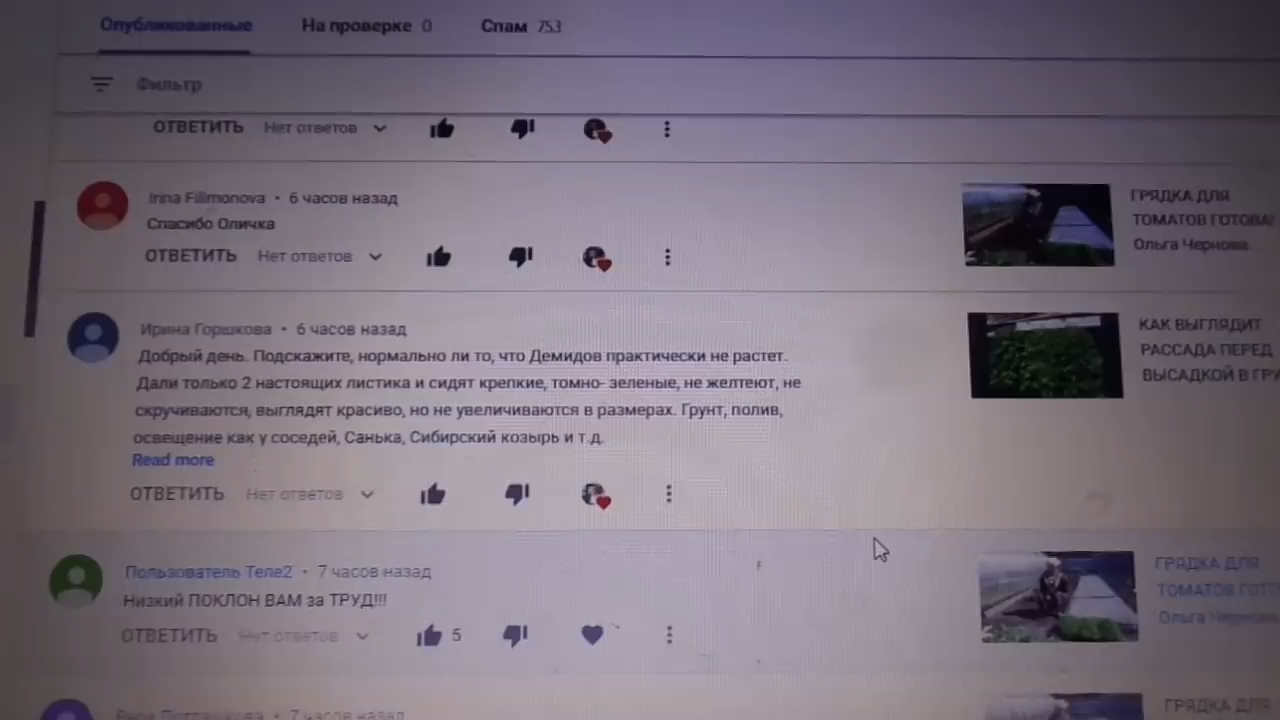 Опубликованные На проверке 0 Спам 753
Фильтр
ОТВЕТИТЬ Нет ответов
Irina Filimonova • 6 часов назад
Спасибо Оличка
ОТВЕТИТЬ Нет ответов
ГРЯДКА ДЛЯ
ТОМАТОВ ГОТОВА!
Ольга Чернова
Ирина Горшкова • 6 часов назад
Добрый день. Подскажите, нормально ли то, что Демидов практически не растет.
Дали только 2 настоящих листика и сидят крепкие, томно- зеленые, не желтеют, не
скручиваются, выглядят красиво, но не увеличиваются в размерах. Грунт, полив,
освещение как у соседей, Санька, Сибирский козырь и т.д.
Read more
ОТВЕТИТЬ Нет ответов
КАК ВЫГЛЯДИТ
РАССАДА ПЕРЕД
ВЫСАДКОЙ В ГРУ
Пользователь Теле2 • 7 часов назад
Низкий ПОКЛОН ВАМ за ТРУД!!!
ОТВЕТИТЬ Нет ответов 5
ГРЯДКА ДЛЯ
ТОМАТОВ ГОТО
Ольга Чернова
7 часов назад
ГРЯДКА ДЛЯ